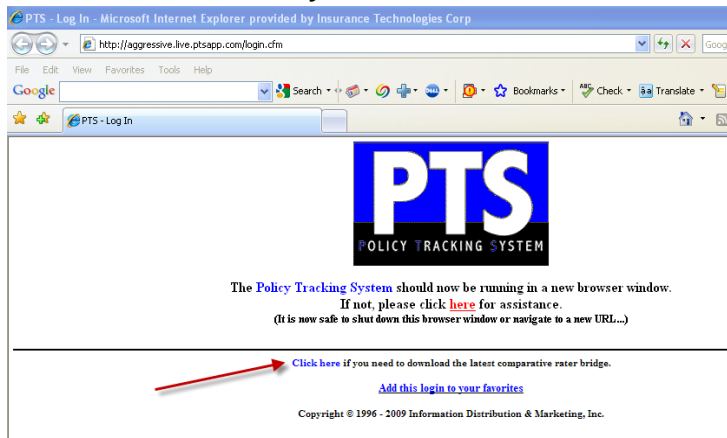 PTS - Log In - Microsoft Internet Explorer provided by Insurance Technologies Corp
http://aggressive.live.ptsapp.com/login.cfm
Goog
File Edit View Favorites Tools Help
Google Search Bookmarks Check Translate
PTS - Log In
PTS
POLICY TRACKING SYSTEM
The Policy Tracking System should now be running in a new browser window.
If not, please click here for assistance.
(It is now safe to shut down this browser window or navigate to a new URL...)
Click here if you need to download the latest comparative rater bridge.
Add this login to your favorites
Copyright © 1996 - 2009 Information Distribution & Marketing, Inc.